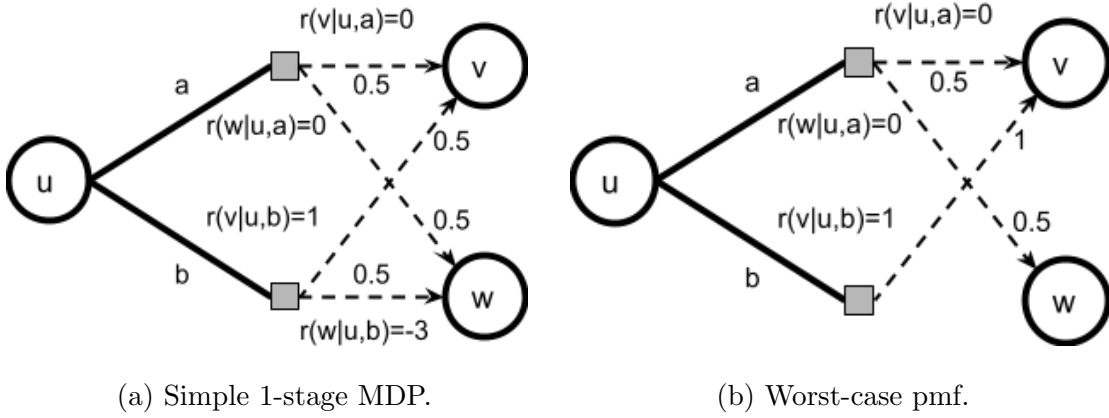 r(v|u,a)=0
v
0.5
a
r(w|u,a)=0
0.5
u
r(v|u,b)=1
0.5
b
0.5
w
r(w|u,b)=-3
(a) Simple 1-stage MDP.
r(v|u,a)=0
v
0.5
a
r(w|u,a)=0
1
u
r(v|u,b)=1
0.5
b
w
(b) Worst-case pmf.